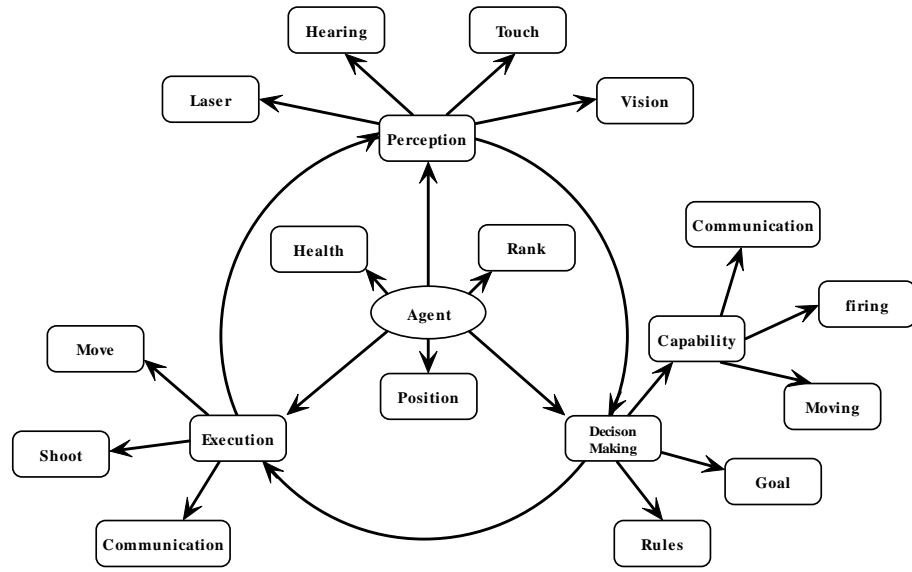 Hearing
Touch
Laser
Vision
Perception
Communication
Health
Rank
firing
Agent
Move
Capability
Position
Moving
Execution
Decison
Making
Shoot
Goal
Communication
Rules